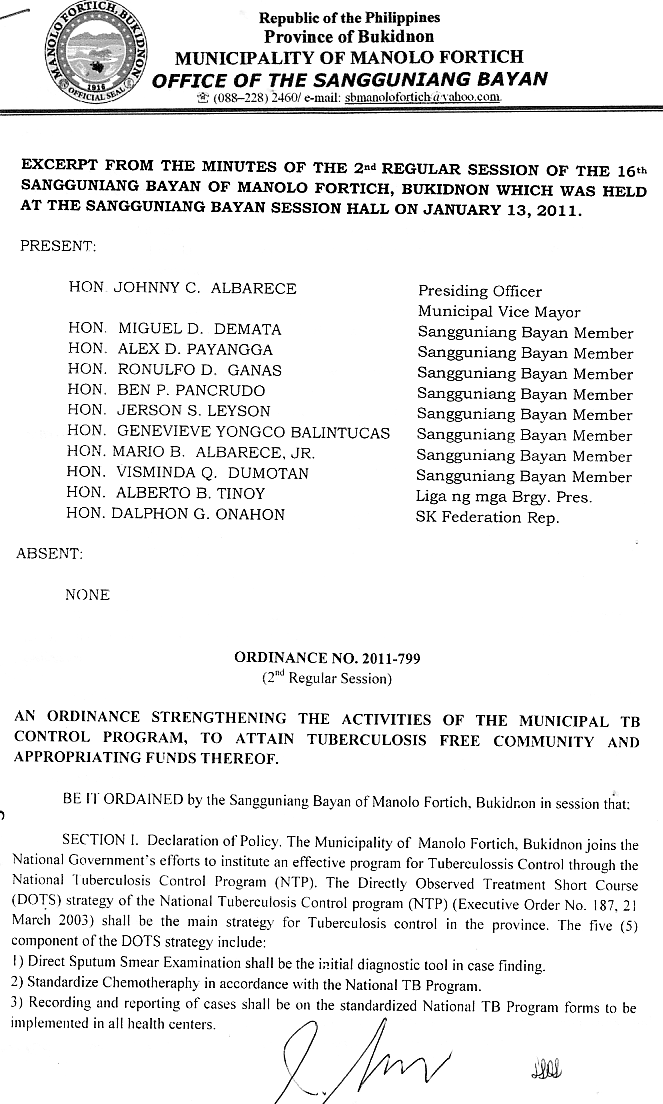 MANOLO FORTICH, BUKIDNON
1916
OFFICIAL SEAL
Republic of the Philippines
Province of Bukidnon
MUNICIPALITY OF MANOLO FORTICH
OFFICE OF THE SANGGUNIANG BAYAN
☏ (088–228) 2460/ e-mail: sbmanolofortich@yahoo.com
EXCERPT FROM THE MINUTES OF THE 2nd REGULAR SESSION OF THE 16th
SANGGUNIANG BAYAN OF MANOLO FORTICH, BUKIDNON WHICH WAS HELD
AT THE SANGGUNIANG BAYAN SESSION HALL ON JANUARY 13, 2011.
PRESENT:
HON. JOHNNY C. ALBARECE Presiding Officer
Municipal Vice Mayor
HON. MIGUEL D. DEMATA Sangguniang Bayan Member
HON. ALEX D. PAYANGGA Sangguniang Bayan Member
HON. RONULFO D. GANAS Sangguniang Bayan Member
HON. BEN P. PANCRUDO Sangguniang Bayan Member
HON. JERSON S. LEYSON Sangguniang Bayan Member
HON. GENEVIEVE YONGCO BALINTUCAS Sangguniang Bayan Member
HON. MARIO B. ALBARECE, JR. Sangguniang Bayan Member
HON. VISMINDA Q. DUMOTAN Sangguniang Bayan Member
HON. ALBERTO B. TINOY Liga ng mga Brgy. Pres.
HON. DALPHON G. ONAHON SK Federation Rep.
ABSENT:
NONE
ORDINANCE NO. 2011-799
(2nd Regular Session)
AN ORDINANCE STRENGTHENING THE ACTIVITIES OF THE MUNICIPAL TB
CONTROL PROGRAM, TO ATTAIN TUBERCULOSIS FREE COMMUNITY AND
APPROPRIATING FUNDS THEREOF.
BE IT ORDAINED by the Sangguniang Bayan of Manolo Fortich, Bukidnon in session that:
SECTION I. Declaration of Policy. The Municipality of Manolo Fortich, Bukidnon joins the
National Government's efforts to institute an effective program for Tuberculossis Control through the
National Tuberculosis Control Program (NTP). The Directly Observed Treatment Short Course
(DOTS) strategy of the National Tuberculosis Control program (NTP) (Executive Order No. 187, 21
March 2003) shall be the main strategy for Tuberculosis control in the province. The five (5)
component of the DOTS strategy include:
1) Direct Sputum Smear Examination shall be the initial diagnostic tool in case finding.
2) Standardize Chemotheraphy in accordance with the National TB Program.
3) Recording and reporting of cases shall be on the standardized National TB Program forms to be
implemented in all health centers.